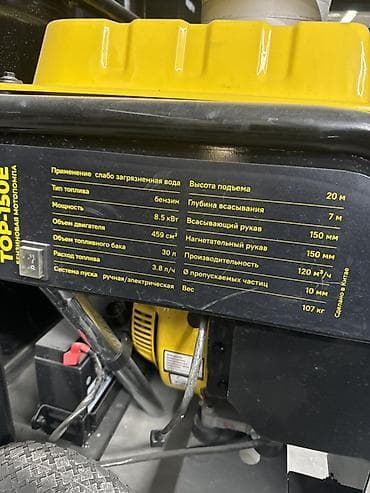 TOP-150E
БЕНЗИНОВАЯ МОТОПОМПА
Применение слабо загрязненная вода
Тип топлива бензин
Мощность 8.5 кВт
Объем двигателя 459 см³
Объем топливного бака 30 л
Расход топлива 3.8 л/ч
Система пуска ручная/электрическая
Высота подъема 20 м
Глубина всасывания 7 м
Всасывающий рукав 150 мм
Нагнетательный рукав 150 мм
Производительность 120 м³/ч
Ø пропускаемых частиц 10 мм
Вес 107 кг
Сделано в Китае